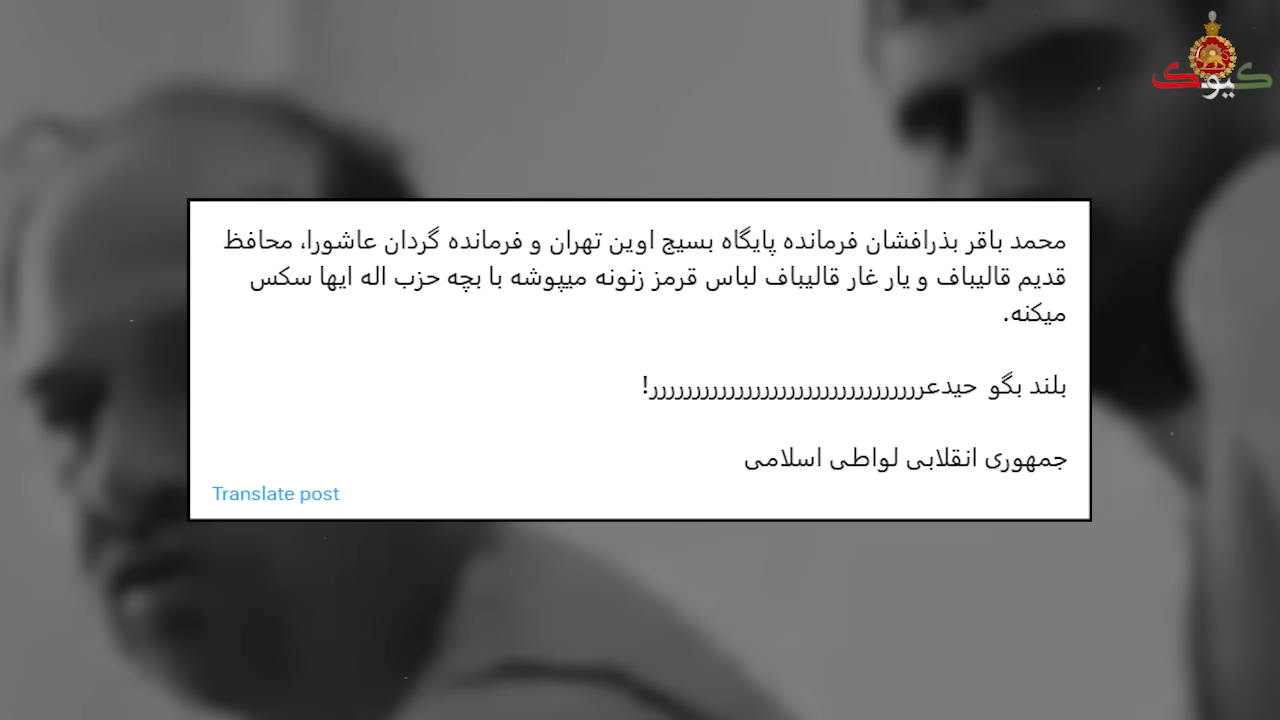 کیوک
محمد باقر بذرافشان فرمانده پایگاه بسیج اوین تهران و فرمانده گردان عاشورا، محافظ
قدیم قالیباف و یار غار قالیباف لباس قرمز زنونه میپوشه با بچه حزب اله ایها سکس
میکنه.
بلند بگو حیدعرررررررررررررررررررررررررررررررر!
جمهوری انقلابی لواطی اسلامی
Translate post